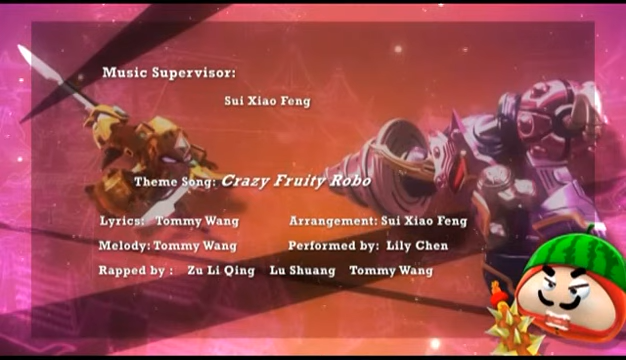 Music Supervisor:
Sui Xiao Feng
Theme Song: Crazy Fruity Robo
Lyrics: Tommy Wang Arrangement: Sui Xiao Feng
Melody: Tommy Wang Performed by: Lily Chen
Rapped by : Zu Li Qing Lu Shuang Tommy Wang